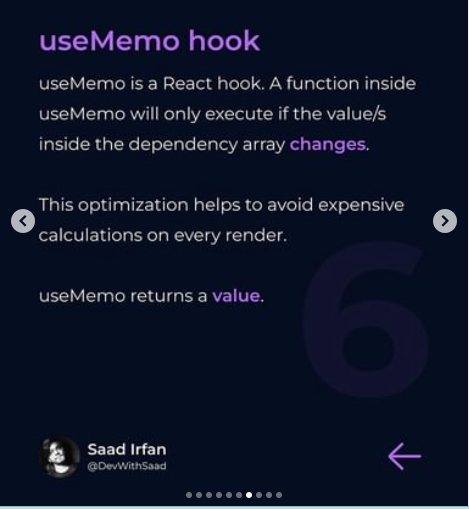 useMemo hook
useMemo is a React hook. A function inside
useMemo will only execute if the value/s
inside the dependency array changes.
This optimization helps to avoid expensive
calculations on every render.
useMemo returns a value.
6
Saad Irfan
@DevWithSaad